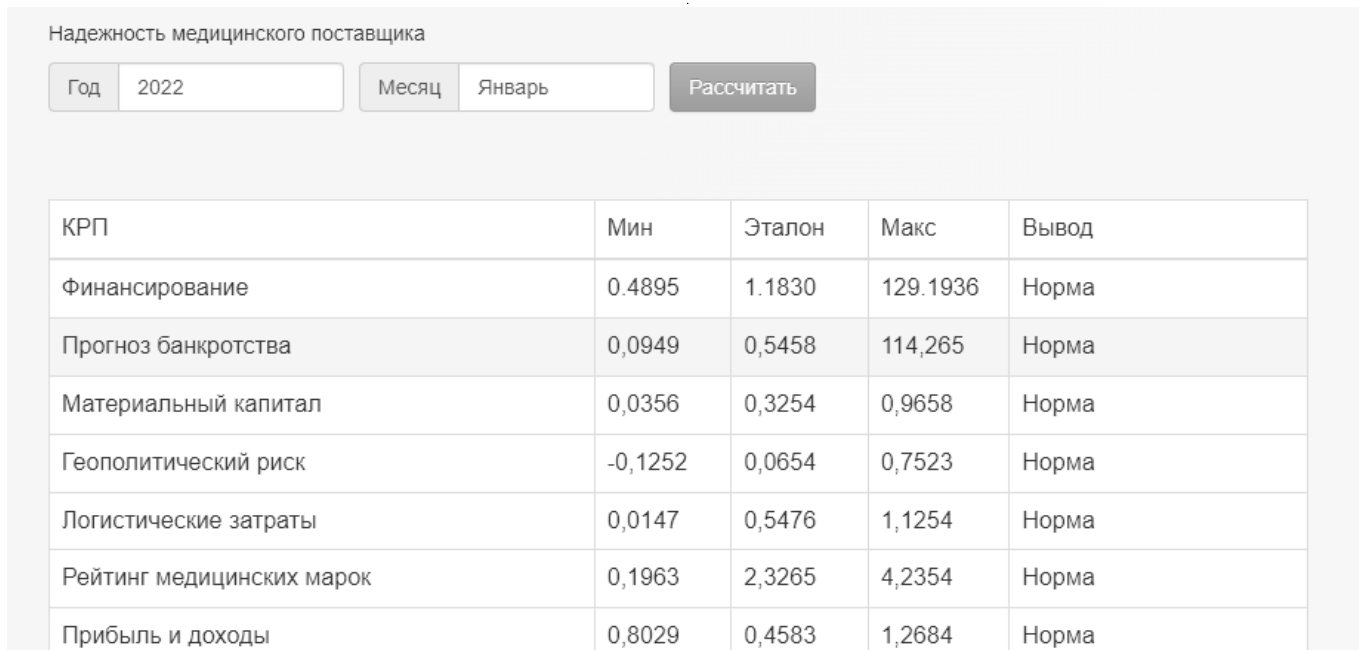 Надежность медицинского поставщика
Год 2022 Месяц Январь Рассчитать
КРП Мин Эталон Макс Вывод
Финансирование 0.4895 1.1830 129.1936 Норма
Прогноз банкротства 0,0949 0,5458 114,265 Норма
Материальный капитал 0,0356 0,3254 0,9658 Норма
Геополитический риск -0,1252 0,0654 0,7523 Норма
Логистические затраты 0,0147 0,5476 1,1254 Норма
Рейтинг медицинских марок 0,1963 2,3265 4,2354 Норма
Прибыль и доходы 0,8029 0,4583 1,2684 Норма